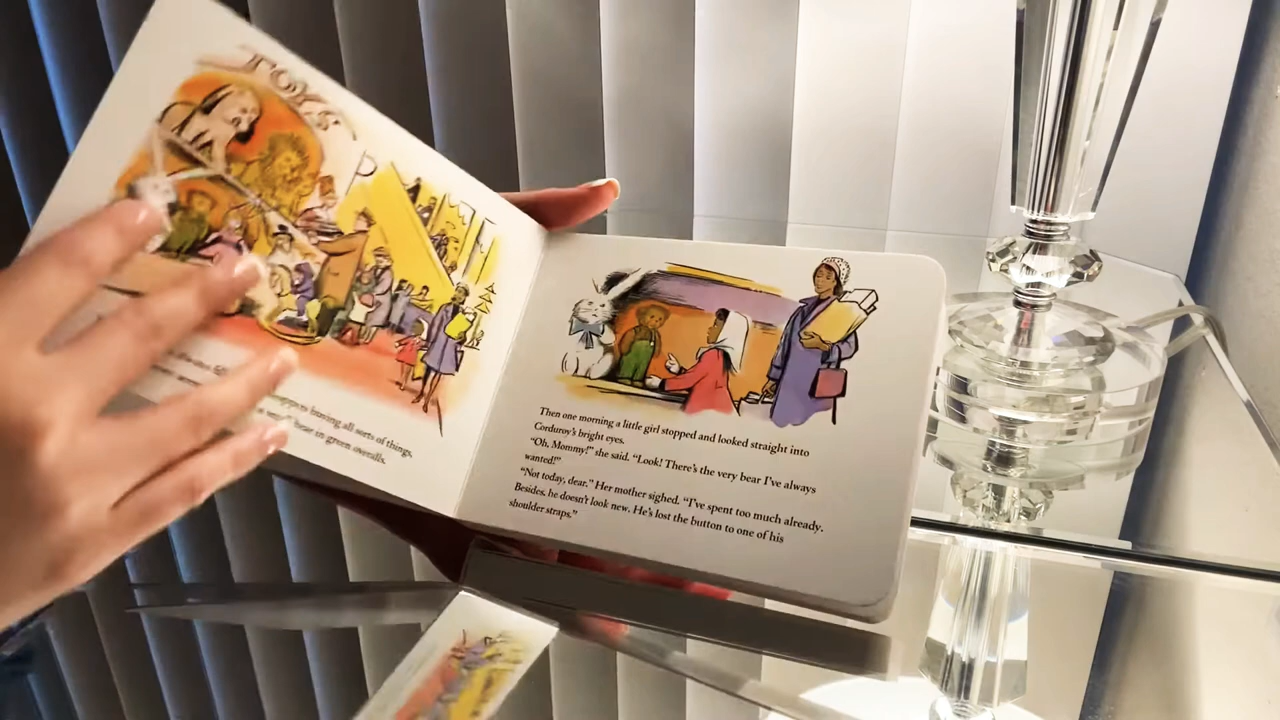 TOYS
buying all sorts of things,
bear in green overalls.
Then one morning a little girl stopped and looked straight into
Corduroy's bright eyes.
"Oh, Mommy!" she said. "Look! There's the very bear I've always
wanted!"
"Not today, dear." Her mother sighed. "I've spent too much already.
Besides, he doesn't look new. He's lost the button to one of his
shoulder straps."